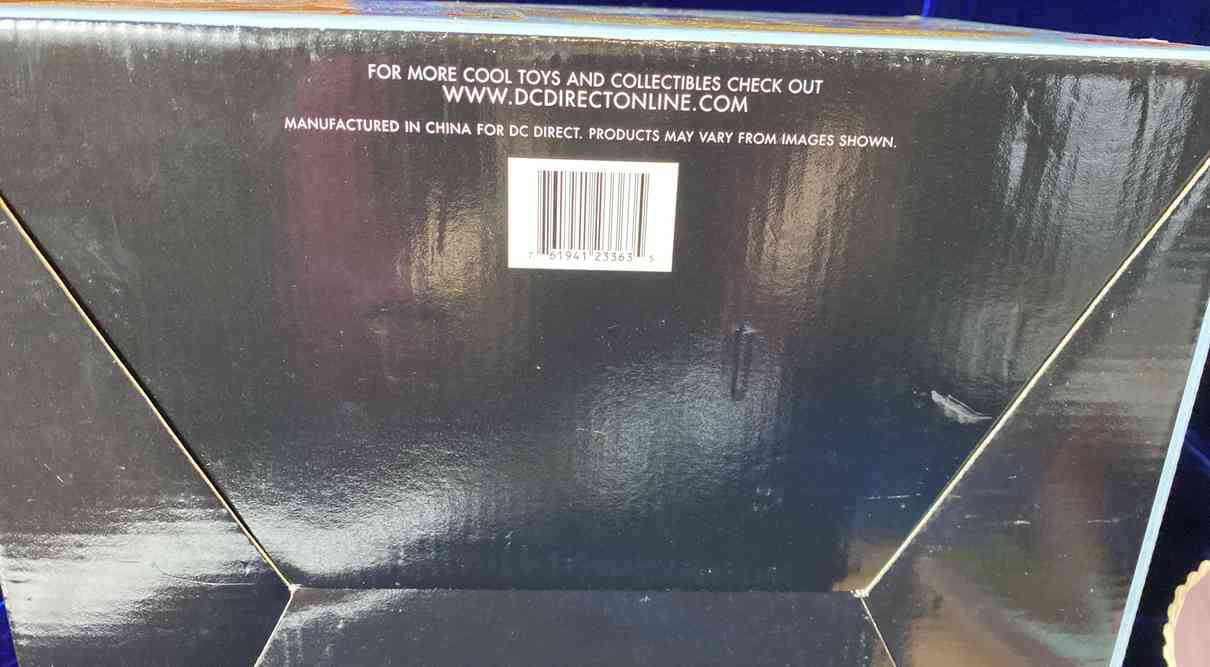 FOR MORE COOL TOYS AND COLLECTIBLES CHECK OUT
WWW.DCDIRECTONLINE.COM
MANUFACTURED IN CHINA FOR DC DIRECT. PRODUCTS MAY VARY FROM IMAGES SHOWN.
7 61941 23363 5